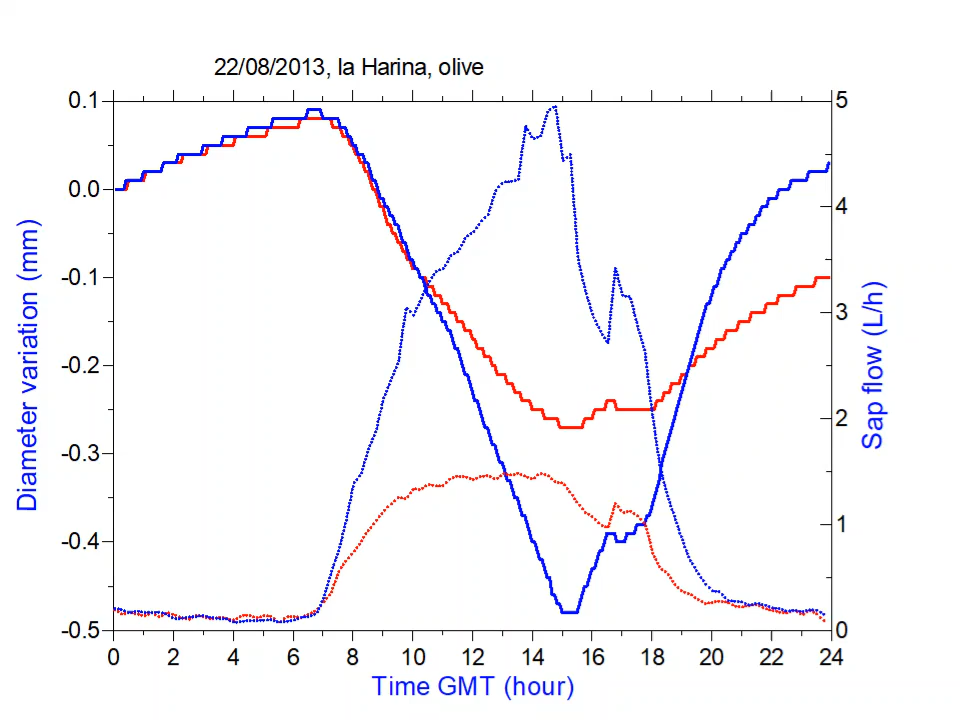 22/08/2013, la Harina, olive
0.1
0.0
-0.1
-0.2
-0.3
-0.4
-0.5
Diameter variation (mm)
5
4
3
2
1
0
Sap flow (L/h)
0 2 4 6 8 10 12 14 16 18 20 22 24
Time GMT (hour)